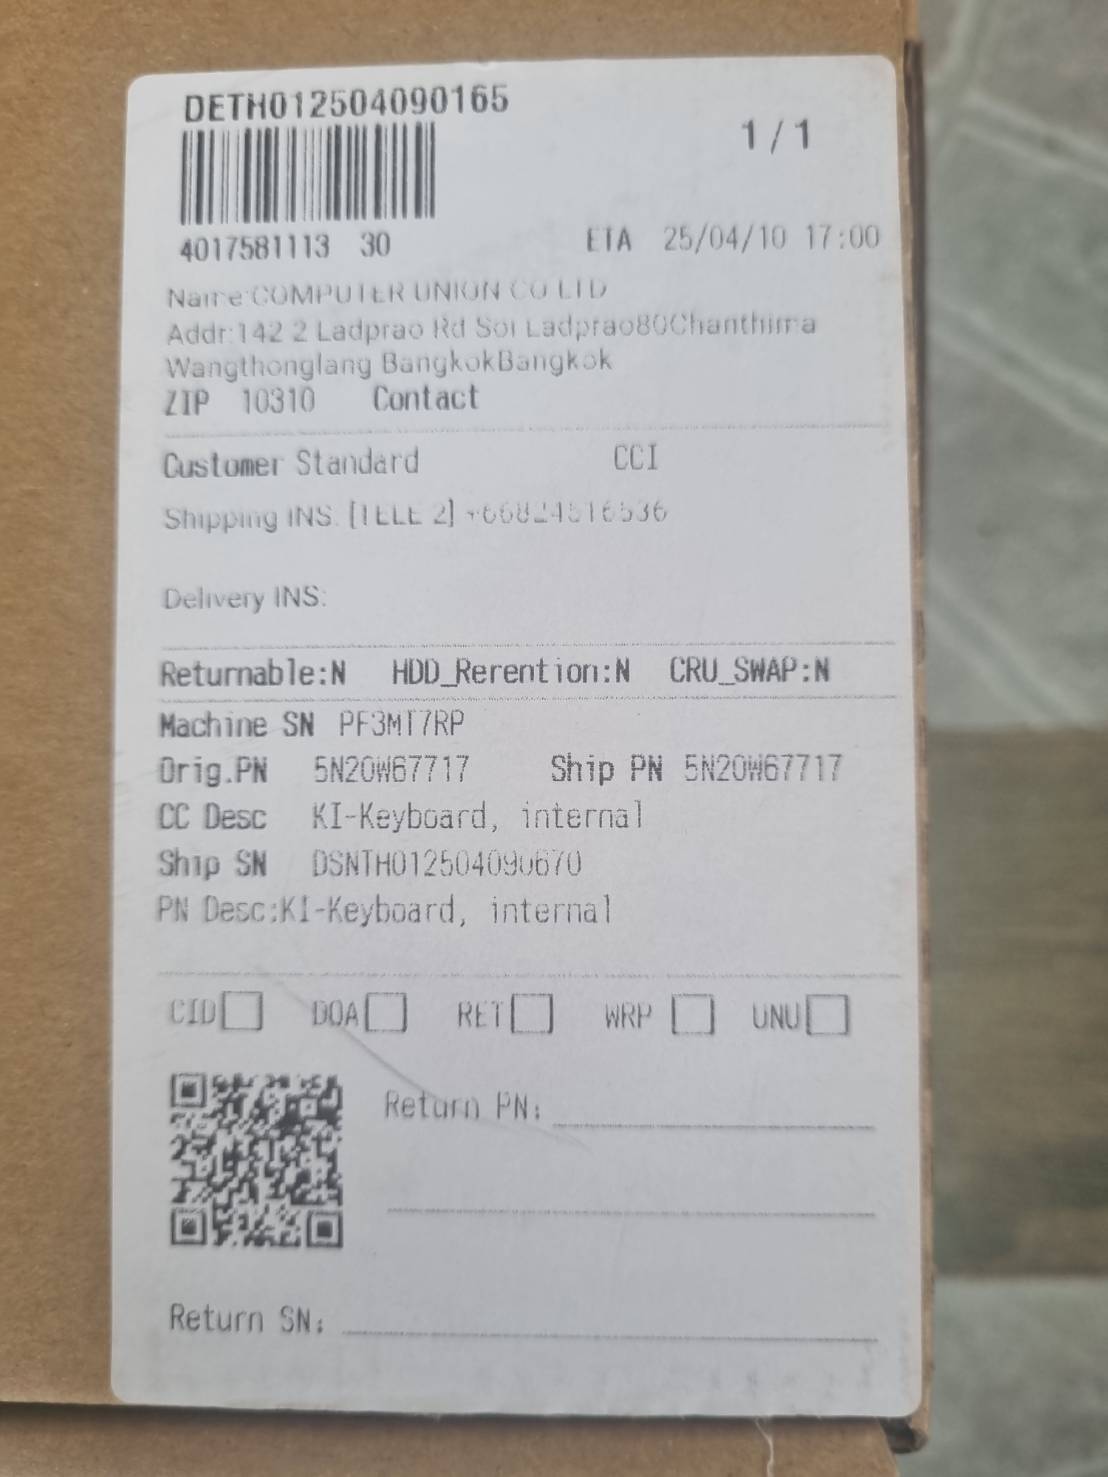 DETH012504090165
1/1
4017581113 30
ETA 25/04/10 17:00
Name:COMPUTER UNION CO LTD
Addr:142 2 Ladprao Rd Soi Ladprao80Chanthima
Wangthonglang BangkokBangkok
ZIP 10310 Contact
Customer Standard CCI
Shipping INS. [TELE 2] +66824516536
Delivery INS:
Returnable:N HDD_Rerention:N CRU_SWAP:N
Machine SN PF3MT7RP
Orig.PN 5N20W67717 Ship PN 5N20W67717
CC Desc KI-Keyboard, internal
Ship SN DSNTH012504090670
PN Desc:KI-Keyboard, internal
CID DOA RET WRP UNU
Return PN:
Return SN: